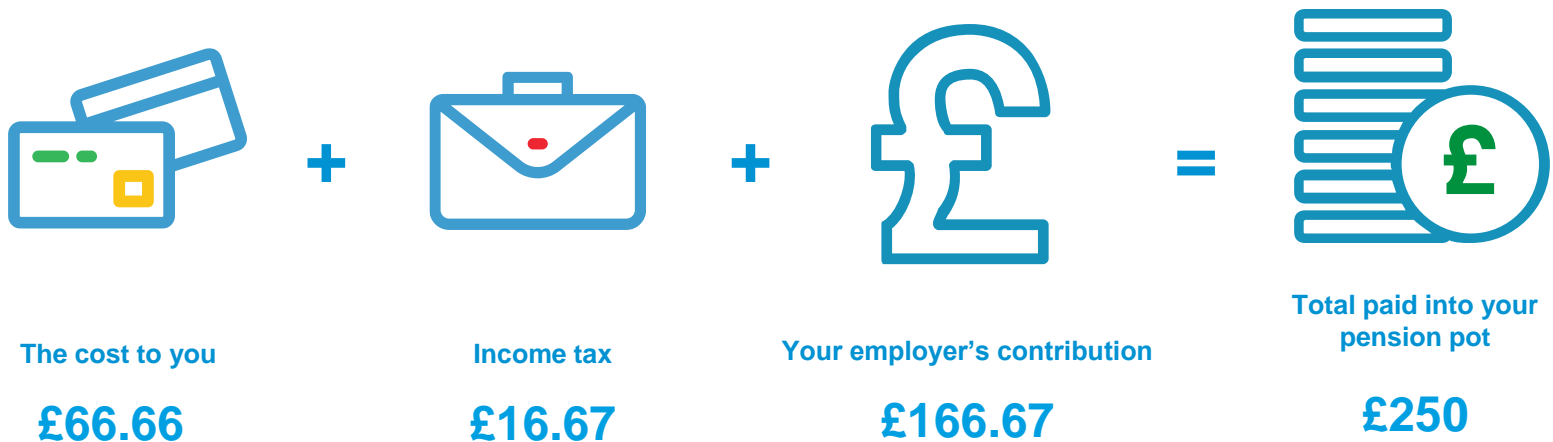 +
+
=
£
£
The cost to you
£66.66
Income tax
£16.67
Your employer's contribution
£166.67
Total paid into your
pension pot
£250